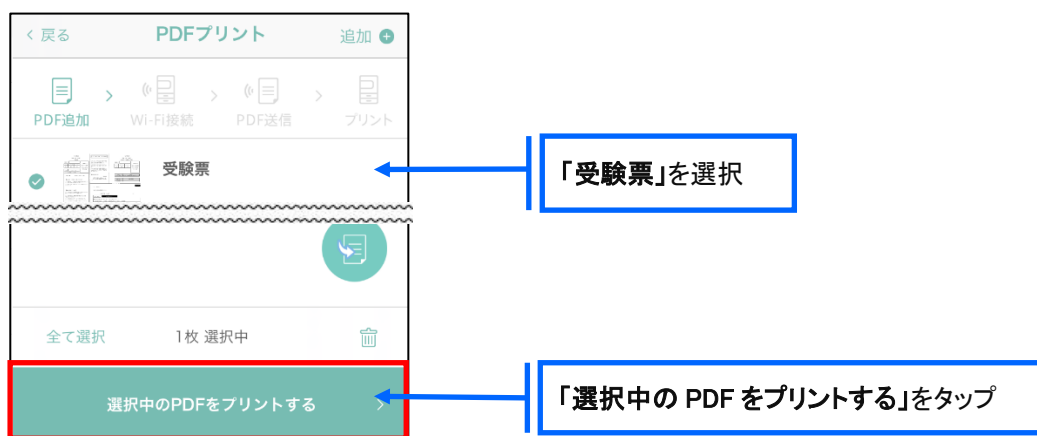 < 戻る PDFプリント 追加
PDF追加 > Wi-Fi接続 > PDF送信 > プリント
受験票
「受験票」を選択
全て選択 1枚 選択中
選択中のPDFをプリントする >
「選択中の PDF をプリントする」をタップ